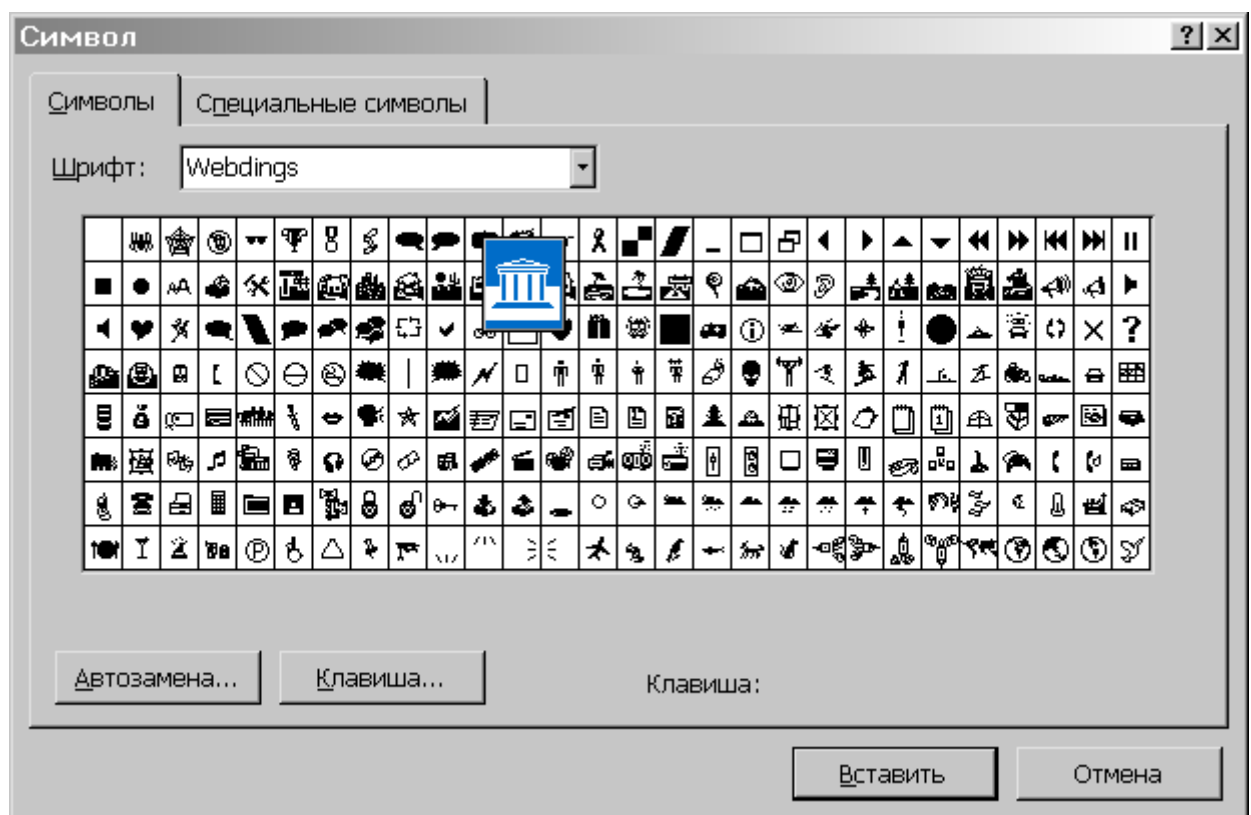 Символ
Символы
Специальные символы
Шрифт: Webdings
Автозамена...
Клавиша...
Клавиша:
Вставить
Отмена